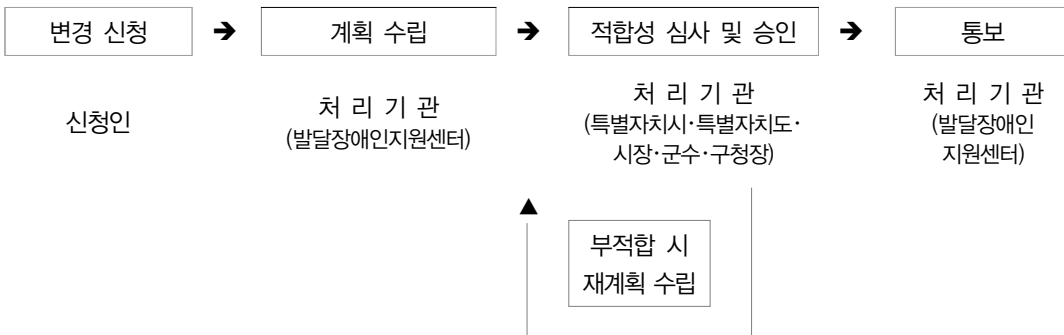 변경 신청 ➔ 계획 수립 ➔ 적합성 심사 및 승인 ➔ 통보
신청인
처 리 기 관
(발달장애인지원센터)
처 리 기 관
(특별자치시·특별자치도·
시장·군수·구청장)
처 리 기 관
(발달장애인
지원센터)
▲
부적합 시
재계획 수립